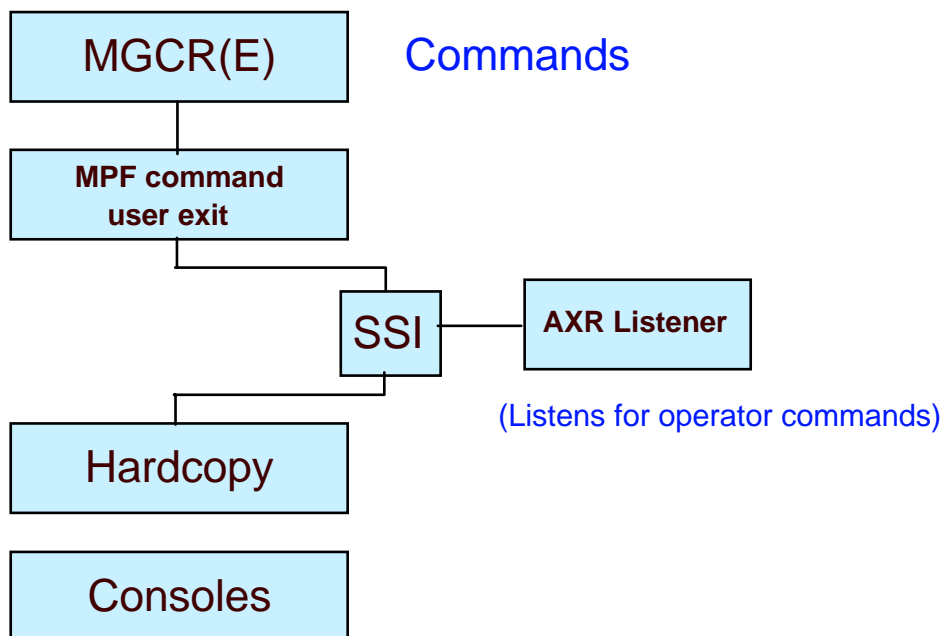 MGCR(E)
Commands
MPF command
user exit
SSI
AXR Listener
(Listens for operator commands)
Hardcopy
Consoles